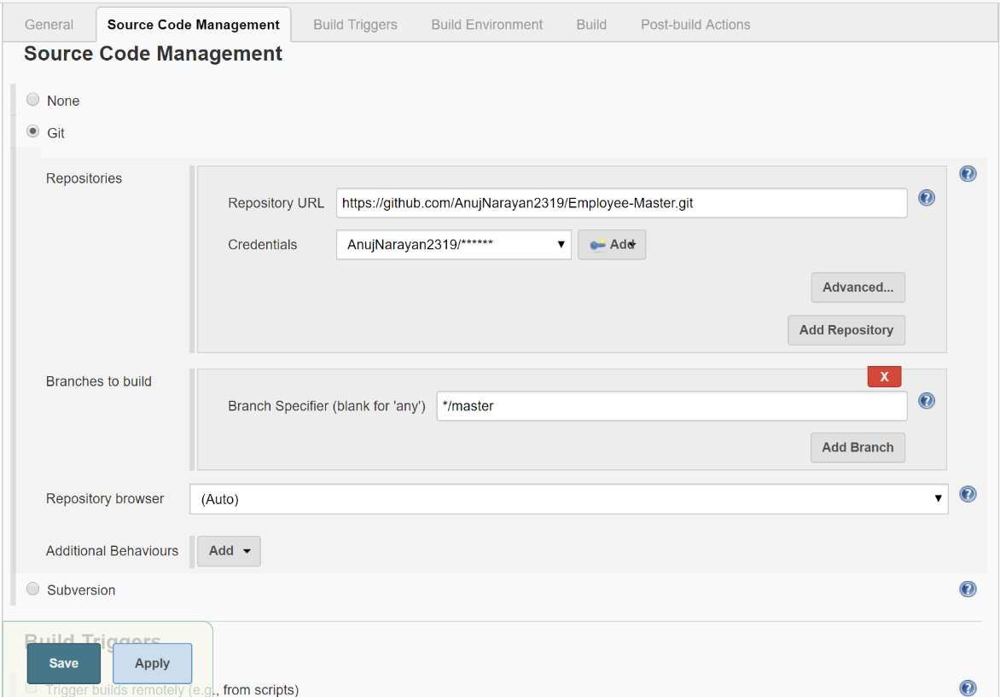 General Source Code Management Build Triggers Build Environment Build Post-build Actions
Source Code Management
None
Git
Repositories
Repository URL https://github.com/AnujNarayan2319/Employee-Master.git
Credentials AnujNarayan2319/****** Add
Advanced...
Add Repository
Branches to build
X
Branch Specifier (blank for 'any') */master
Add Branch
Repository browser (Auto)
Additional Behaviours Add
Subversion
Build Triggers
Save Apply
Trigger builds remotely (e.g., from scripts)